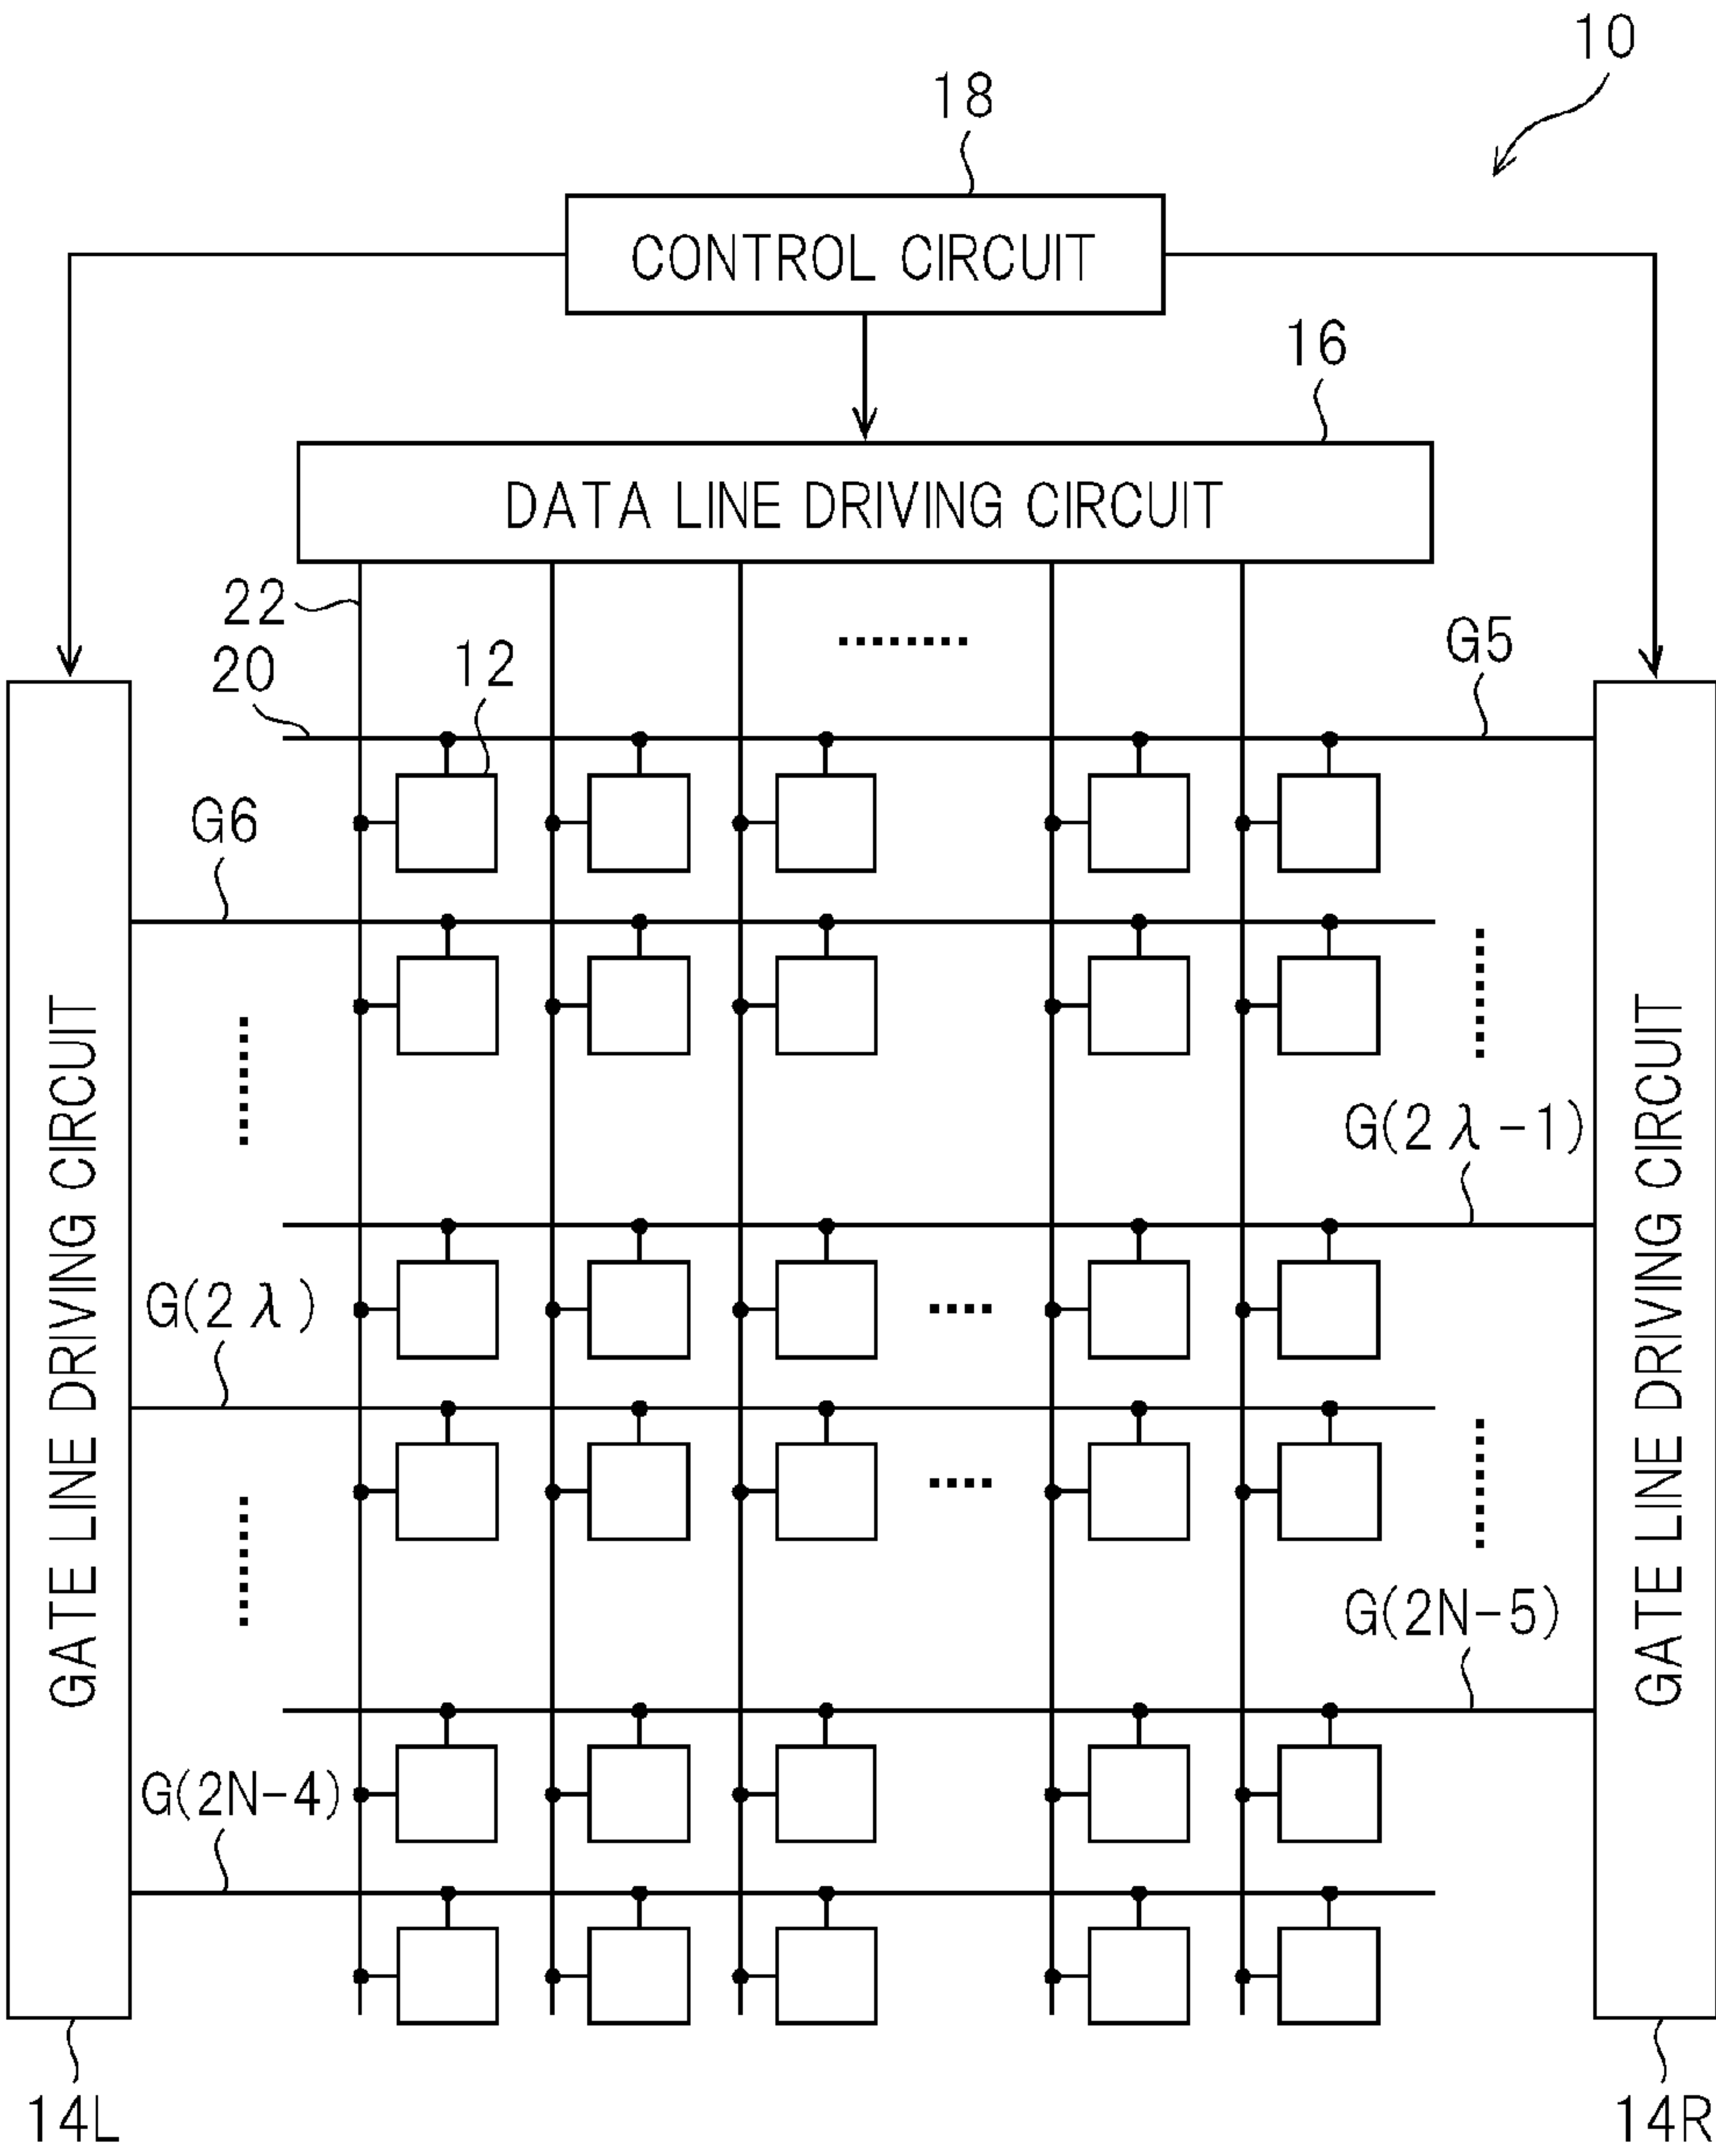 10
18
CONTROL CIRCUIT
16
DATA LINE DRIVING CIRCUIT
22
20
12
G5
G6
G(2λ-1)
G(2λ)
G(2N-5)
G(2N-4)
GATE LINE DRIVING CIRCUIT
GATE LINE DRIVING CIRCUIT
14L
14R